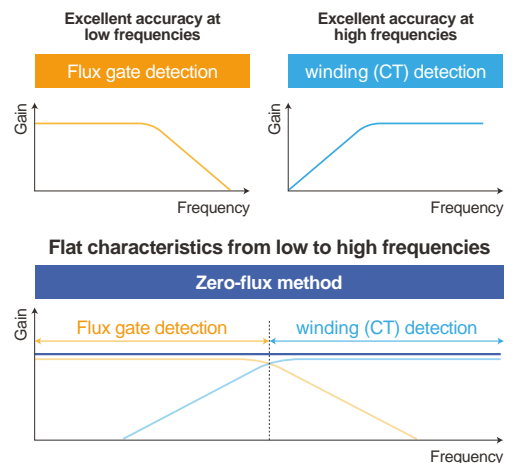 Excellent accuracy at
low frequencies
Flux gate detection
Gain
Frequency
Excellent accuracy at
high frequencies
winding (CT) detection
Gain
Frequency
Flat characteristics from low to high frequencies
Zero-flux method
Gain
Flux gate detection
winding (CT) detection
Frequency